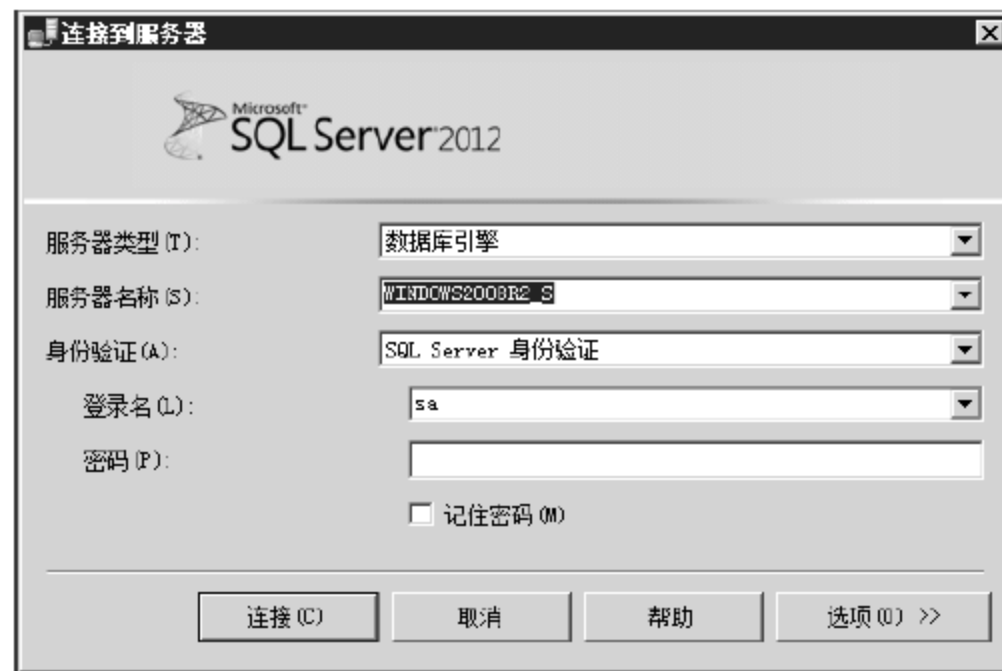 连接到服务器
Microsoft
SQL Server 2012
服务器类型(T):
数据库引擎
服务器名称(S):
WINDOWS2008R2_S
身份验证(A):
SQL Server 身份验证
登录名(L):
sa
密码(P):
记住密码(M)
连接(C)
取消
帮助
选项(O) >>